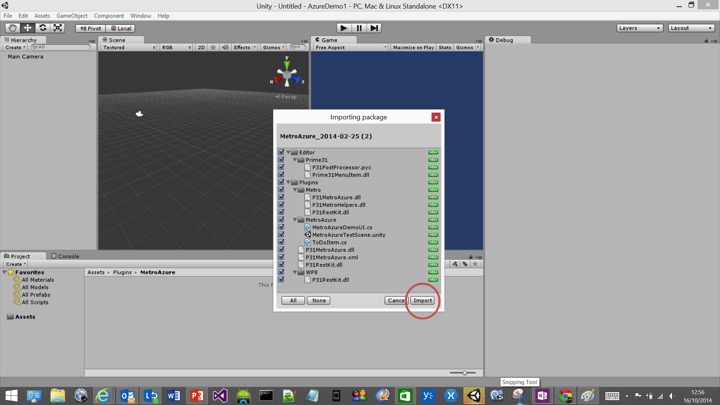 Unity - Untitled - AzureDemo1 - PC, Mac & Linux Standalone <DX11>
File Edit Assets GameObject Component Window Help
Pivot Local Layers Layout
Hierarchy Scene Game Debug
Create All Textured RGB 2D Effects Gizmos Free Aspect Maximize on Play Stats Gizmos
Main Camera
y
x z
Persp
Importing package
MetroAzure_2014-02-25 (2)
Editor
Prime31
P31PostProcessor.pyc
Prime31MenuItem.dll
Plugins
Metro
P31MetroAzure.dll
P31MetroHelpers.dll
P31RestKit.dll
MetroAzure
MetroAzureDemoUI.cs
MetroAzureTestScene.unity
ToDoItem.cs
P31MetroAzure.dll
P31MetroAzure.xml
P31RestKit.dll
WP8
P31RestKit.dll
All None Cancel Import
Project Console
Create
Favorites
All Materials
All Models
All Prefabs
All Scripts
Assets
Assets Plugins MetroAzure
This f
Snipping Tool
12:56
16/10/2014